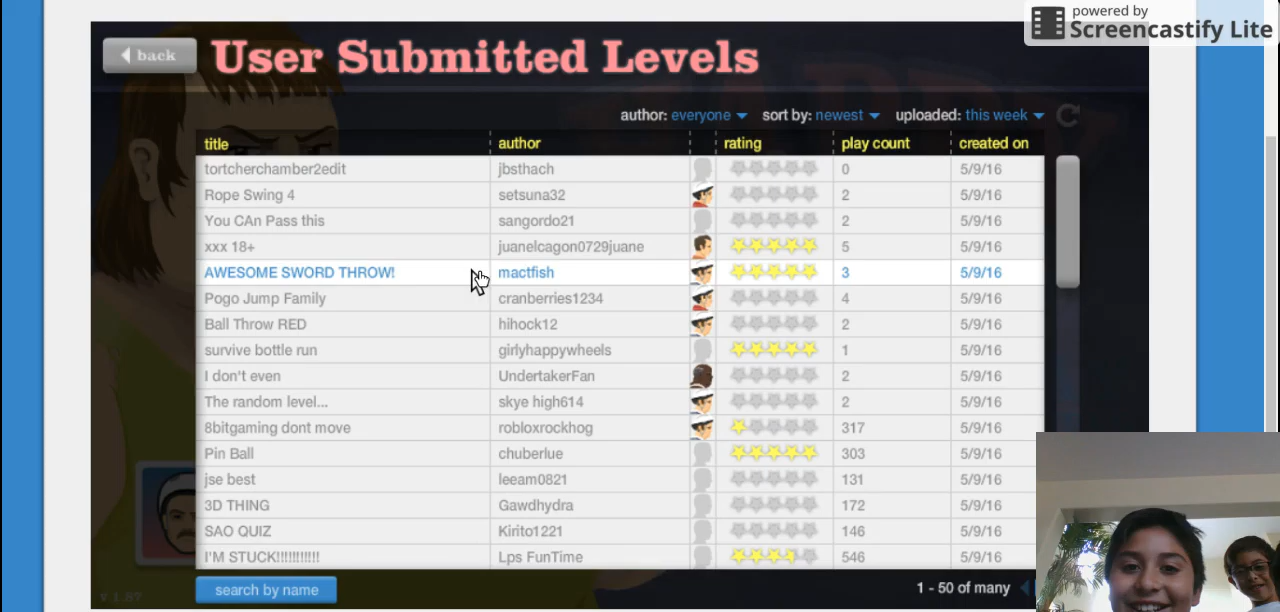 powered by
Screencastify Lite
back
User Submitted Levels
author: everyone sort by: newest uploaded: this week
title author rating play count created on
tortcherchamber2edit jbsthach 0 5/9/16
Rope Swing 4 setsuna32 2 5/9/16
You CAn Pass this sangordo21 2 5/9/16
xxx 18+ juanelcagon0729juane 5 5/9/16
AWESOME SWORD THROW! mactfish 3 5/9/16
Pogo Jump Family cranberries1234 4 5/9/16
Ball Throw RED hihock12 2 5/9/16
survive bottle run girlyhappywheels 1 5/9/16
I don't even UndertakerFan 2 5/9/16
The random level... skye high614 2 5/9/16
8bitgaming dont move robloxrockhog 317 5/9/16
Pin Ball chuberlue 303 5/9/16
jse best leeam0821 131 5/9/16
3D THING Gawdhydra 172 5/9/16
SAO QUIZ Kirito1221 146 5/9/16
I'M STUCK!!!!!!!!!!! Lps FunTime 546 5/9/16
search by name 1 - 50 of many
v 1.87